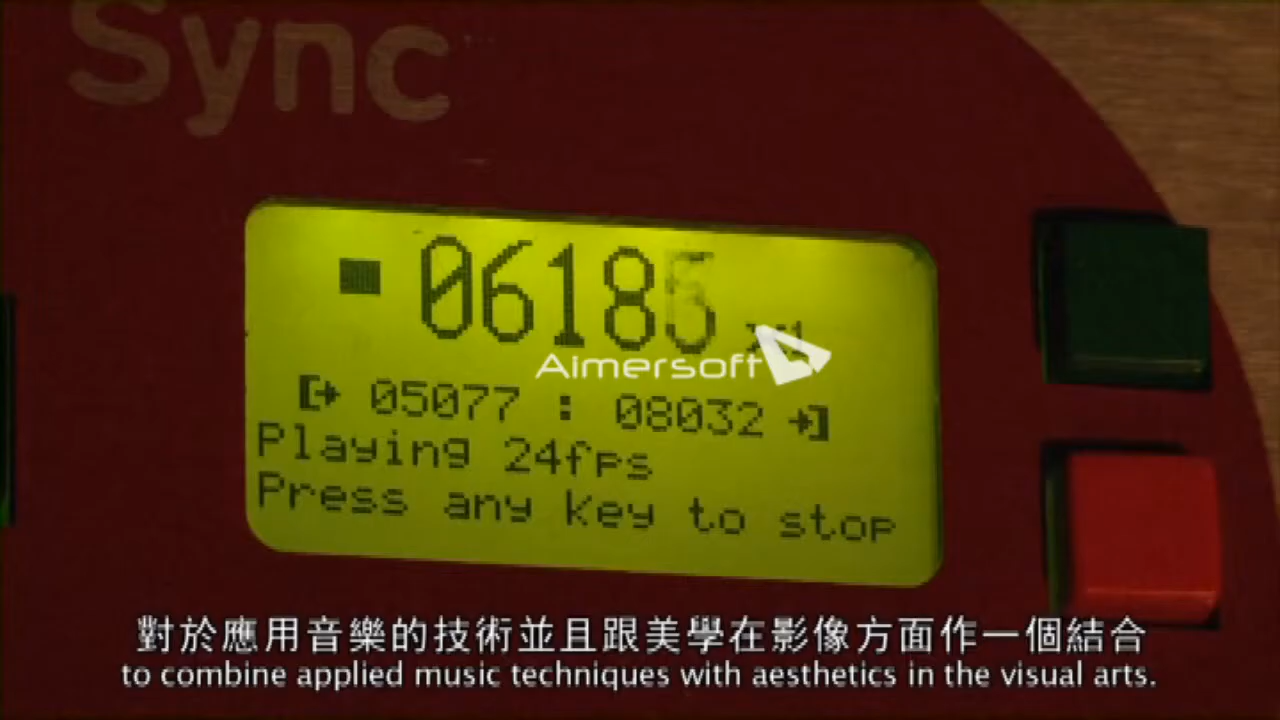 Sync
06185 x1
Aimersoft
05077 : 08032
Playing 24fps
Press any key to stop
對於應用音樂的技術並且跟美學在影像方面作一個結合
to combine applied music techniques with aesthetics in the visual arts.